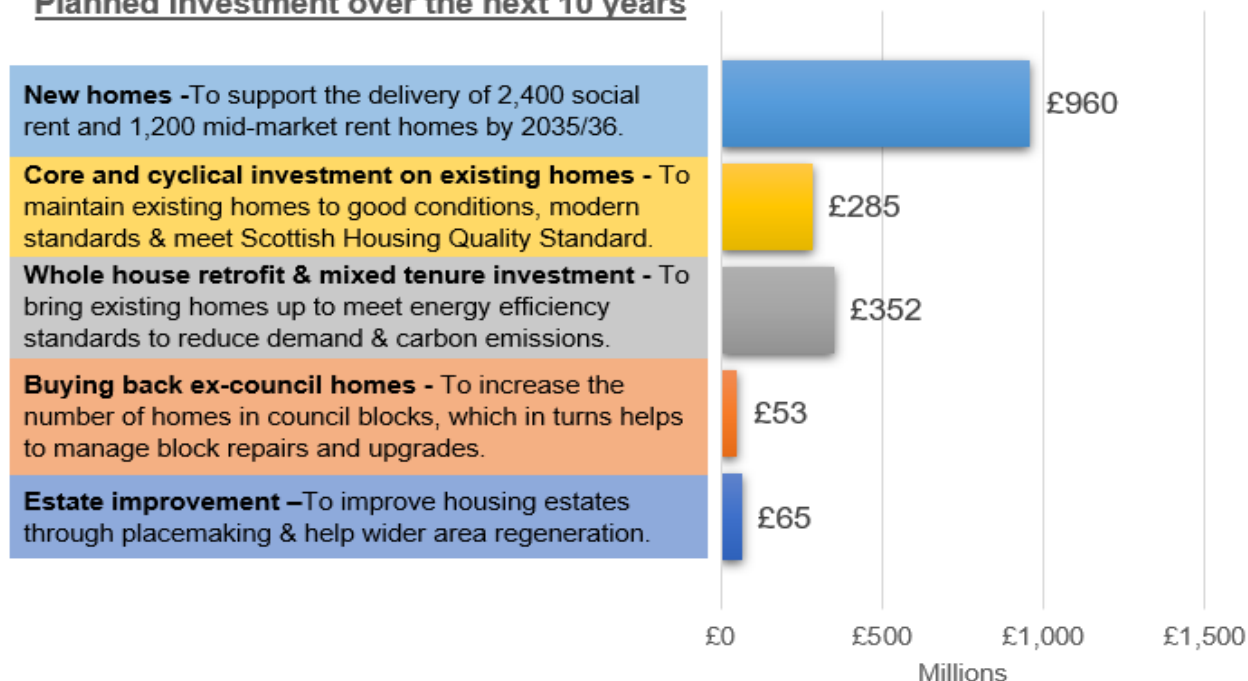 Planned Investment over the next 10 years
New homes -To support the delivery of 2,400 social
rent and 1,200 mid-market rent homes by 2035/36.
£960
Core and cyclical investment on existing homes - To
maintain existing homes to good conditions, modern
standards & meet Scottish Housing Quality Standard.
£285
Whole house retrofit & mixed tenure investment - To
bring existing homes up to meet energy efficiency
standards to reduce demand & carbon emissions.
£352
Buying back ex-council homes - To increase the
number of homes in council blocks, which in turns helps
to manage block repairs and upgrades.
£53
Estate improvement –To improve housing estates
through placemaking & help wider area regeneration.
£65
£0 £500 £1,000 £1,500
Millions